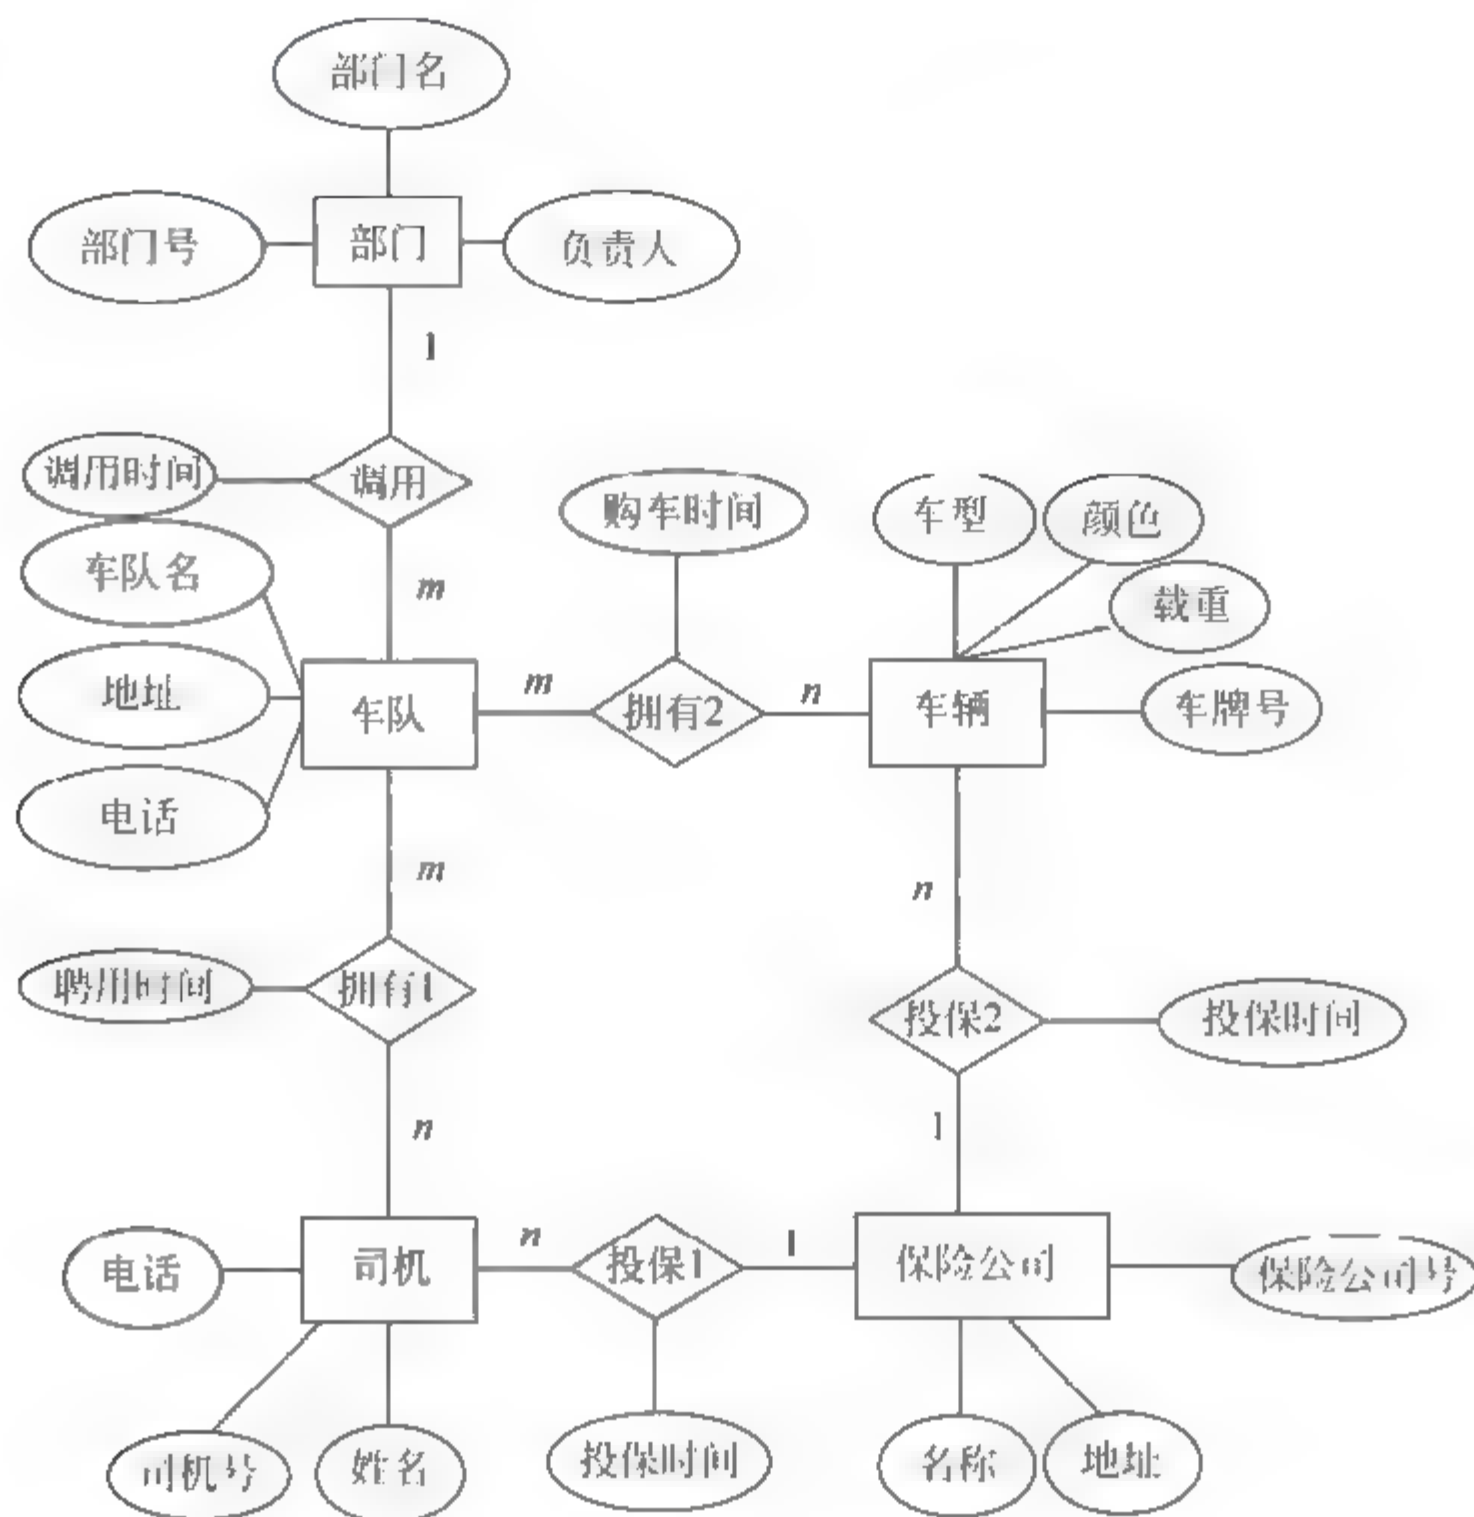 部门名
部门号
部门
负责人
1
调用时间
调用
购车时间
车型
颜色
车队名
m
载重
地址
车队
m
拥有2
n
车辆
车牌号
电话
m
n
聘用时间
拥有1
投保2
投保时间
n
1
电话
司机
n
投保1
1
保险公司
保险公司号
司机号
姓名
投保时间
名称
地址